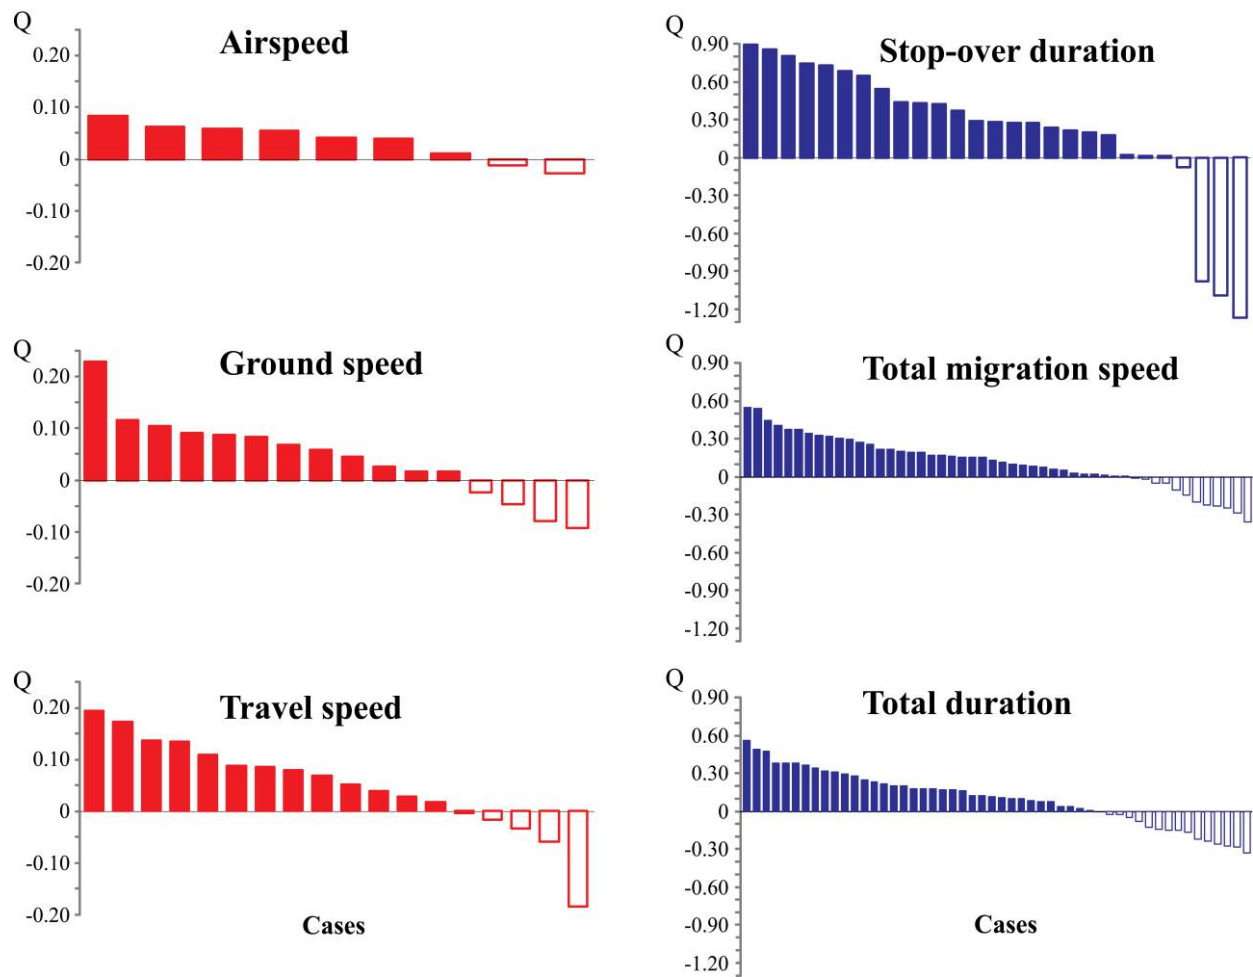 Q
Airspeed
0.20
0.10
0
-0.10
-0.20
Q
Stop-over duration
0.90
0.60
0.30
0
-0.30
-0.60
-0.90
-1.20
Q
Ground speed
0.20
0.10
0
-0.10
-0.20
Q
Total migration speed
0.90
0.60
0.30
0
-0.30
-0.60
-0.90
-1.20
Q
Travel speed
0.20
0.10
0
-0.10
-0.20
Cases
Q
Total duration
0.90
0.60
0.30
0
-0.30
-0.60
-0.90
-1.20
Cases